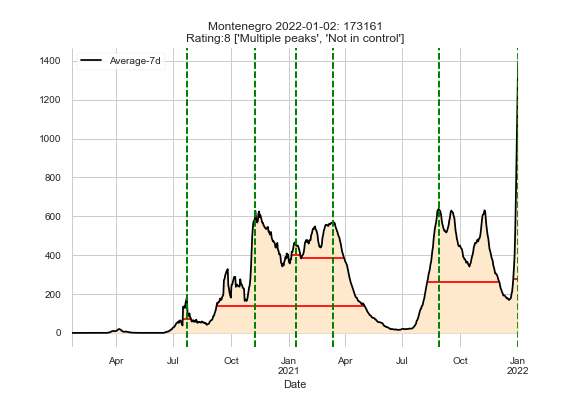 Montenegro 2022-01-02: 173161
Rating:8 ['Multiple peaks', 'Not in control']
Average-7d
1400
1200
1000
800
600
400
200
0
Apr Jul Oct Jan Apr Jul Oct Jan
2021 2022
Date